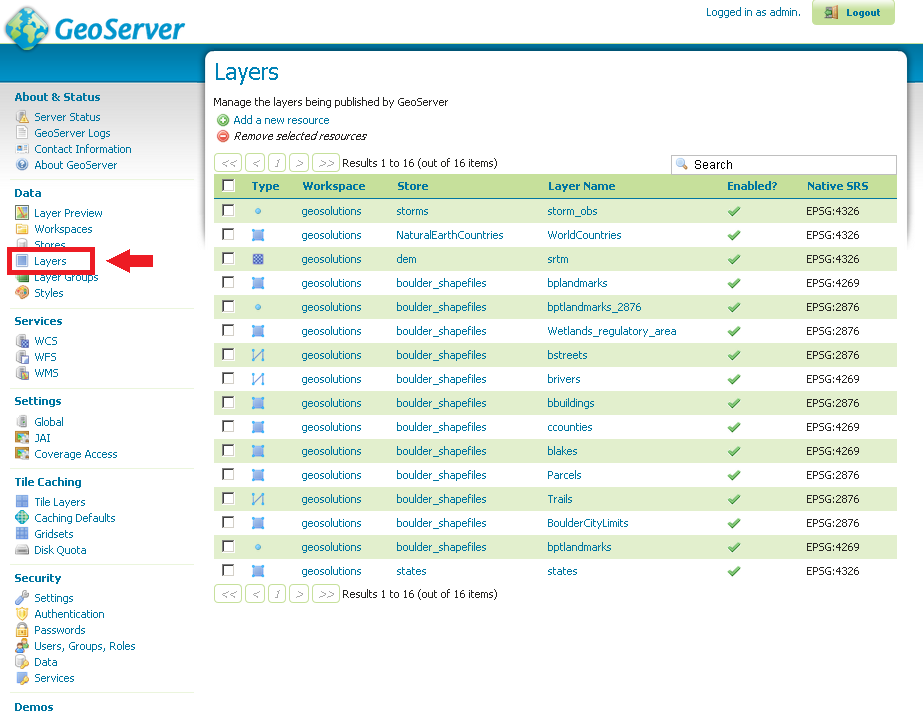 GeoServer
Logged in as admin.
Logout
About & Status
Server Status
GeoServer Logs
Contact Information
About GeoServer
Data
Layer Preview
Workspaces
Stores
Layers
Layer Groups
Styles
Services
WCS
WFS
WMS
Settings
Global
JAI
Coverage Access
Tile Caching
Tile Layers
Caching Defaults
Gridsets
Disk Quota
Security
Settings
Authentication
Passwords
Users, Groups, Roles
Data
Services
Demos
Layers
Manage the layers being published by GeoServer
Add a new resource
Remove selected resources
<< < 1 > >> Results 1 to 16 (out of 16 items)
Search
Type Workspace Store Layer Name Enabled? Native SRS
geosolutions storms storm_obs EPSG:4326
geosolutions NaturalEarthCountries WorldCountries EPSG:4326
geosolutions dem srtm EPSG:4326
geosolutions boulder_shapefiles bplandmarks EPSG:4269
geosolutions boulder_shapefiles bptlandmarks_2876 EPSG:2876
geosolutions boulder_shapefiles Wetlands_regulatory_area EPSG:2876
geosolutions boulder_shapefiles bstreets EPSG:2876
geosolutions boulder_shapefiles brivers EPSG:4269
geosolutions boulder_shapefiles bbuildings EPSG:2876
geosolutions boulder_shapefiles ccounties EPSG:4269
geosolutions boulder_shapefiles blakes EPSG:4269
geosolutions boulder_shapefiles Parcels EPSG:2876
geosolutions boulder_shapefiles Trails EPSG:2876
geosolutions boulder_shapefiles BoulderCityLimits EPSG:2876
geosolutions boulder_shapefiles bptlandmarks EPSG:4269
geosolutions states states EPSG:4326
<< < 1 > >> Results 1 to 16 (out of 16 items)